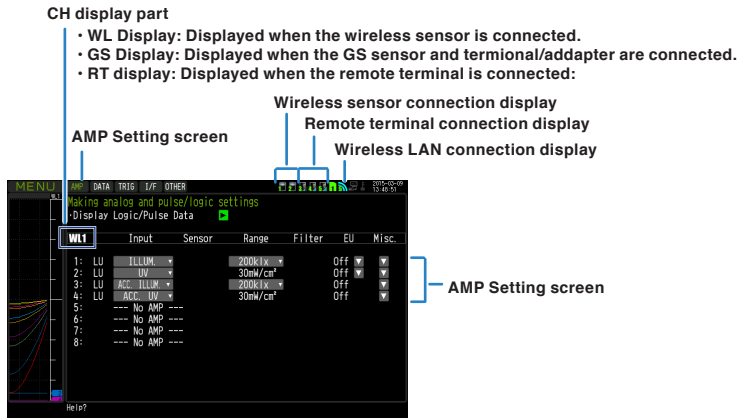 CH display part
・WL Display: Displayed when the wireless sensor is connected.
・GS Display: Displayed when the GS sensor and termional/addapter are connected.
・RT display: Displayed when the remote terminal is connected:
Wireless sensor connection display
Remote terminal connection display
AMP Setting screen
Wireless LAN connection display
MENU AMP DATA TRIG I/F OTHER 2015-03-09
13:46:51
Making analog and pulse/logic settings
·Display Logic/Pulse Data
WL1 Input Sensor Range Filter EU Misc.
1: LU ILLUM. 200klx Off
2: LU UV 30mW/cm² Off
3: LU ACC. ILLUM. 200klx Off
4: LU ACC. UV 30mW/cm² Off
5: --- No AMP ---
6: --- No AMP ---
7: --- No AMP ---
8: --- No AMP ---
AMP Setting screen
Help?